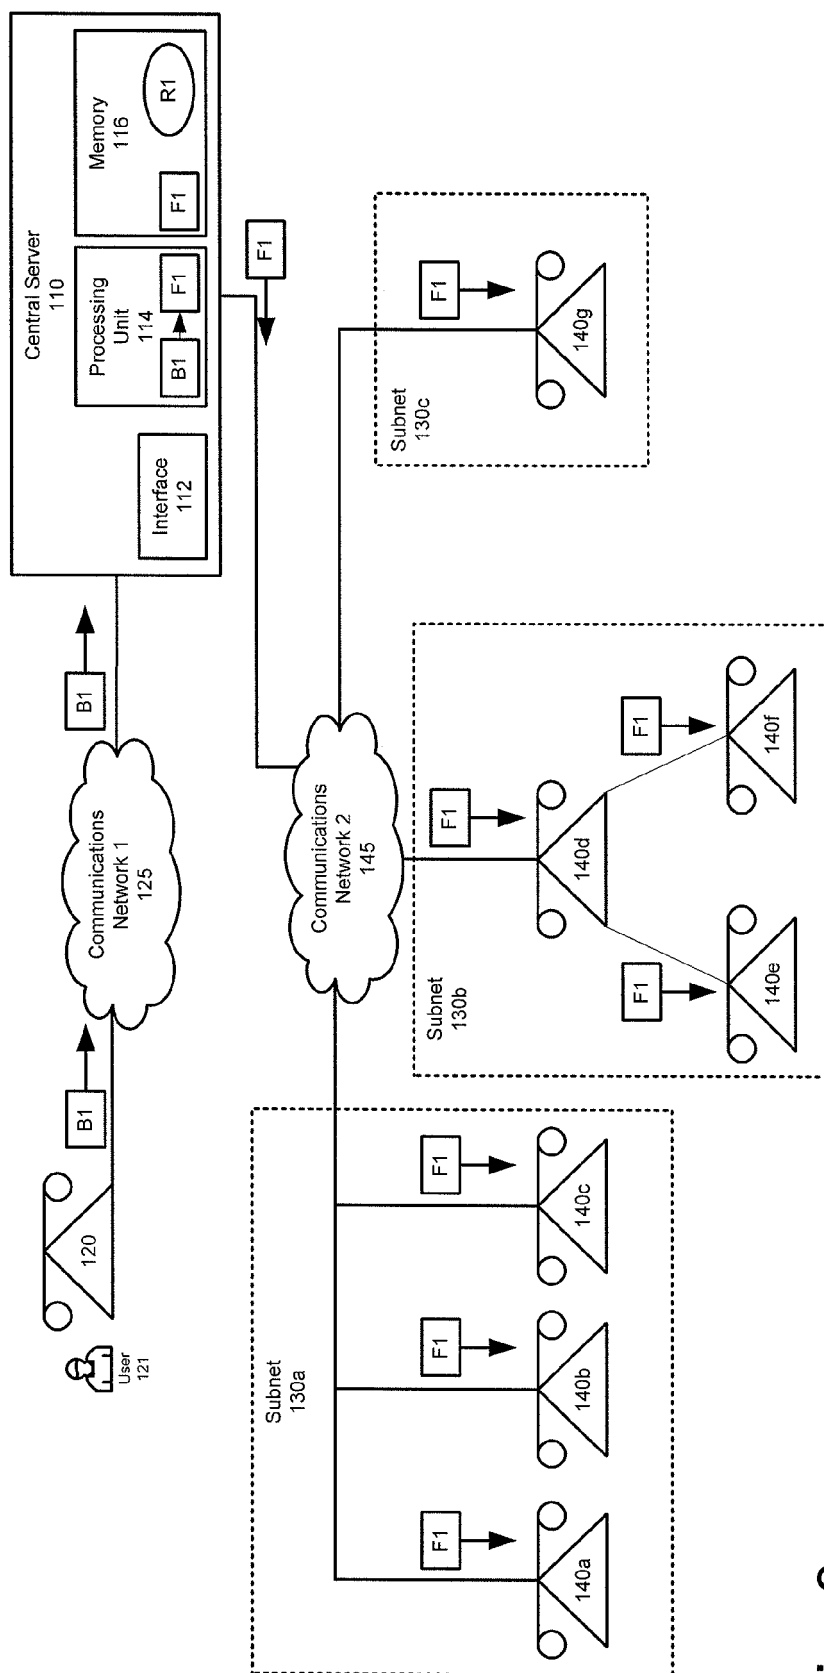 Central Server
110
Interface
112
Processing
Unit
114
B1
F1
Memory
116
F1
R1
User
121
120
B1
Communications
Network 1
125
B1
F1
Communications
Network 2
145
Subnet
130a
F1
140a
F1
140b
F1
140c
Subnet
130b
F1
140d
F1
140e
F1
140f
Subnet
130c
F1
140g